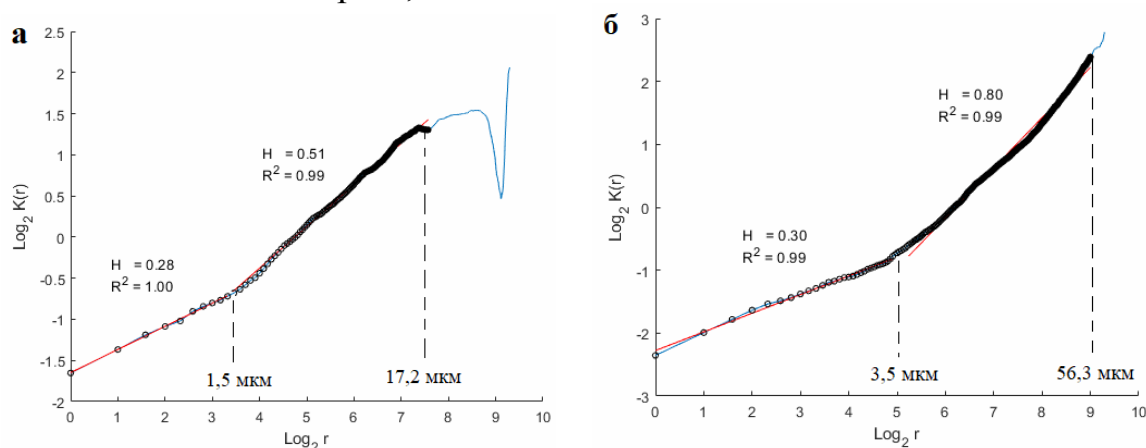 а
2.5
2
1.5
1
0.5
0
-0.5
-1
-1.5
-2
Log2 K(r)
H = 0.51
R2 = 0.99
H = 0.28
R2 = 1.00
1,5 мкм
17,2 мкм
0 1 2 3 4 5 6 7 8 9 10
Log2 r
б
3
2
1
0
-1
-2
-3
Log2 K(r)
H = 0.80
R2 = 0.99
H = 0.30
R2 = 0.99
3,5 мкм
56,3 мкм
0 1 2 3 4 5 6 7 8 9 10
Log2 r